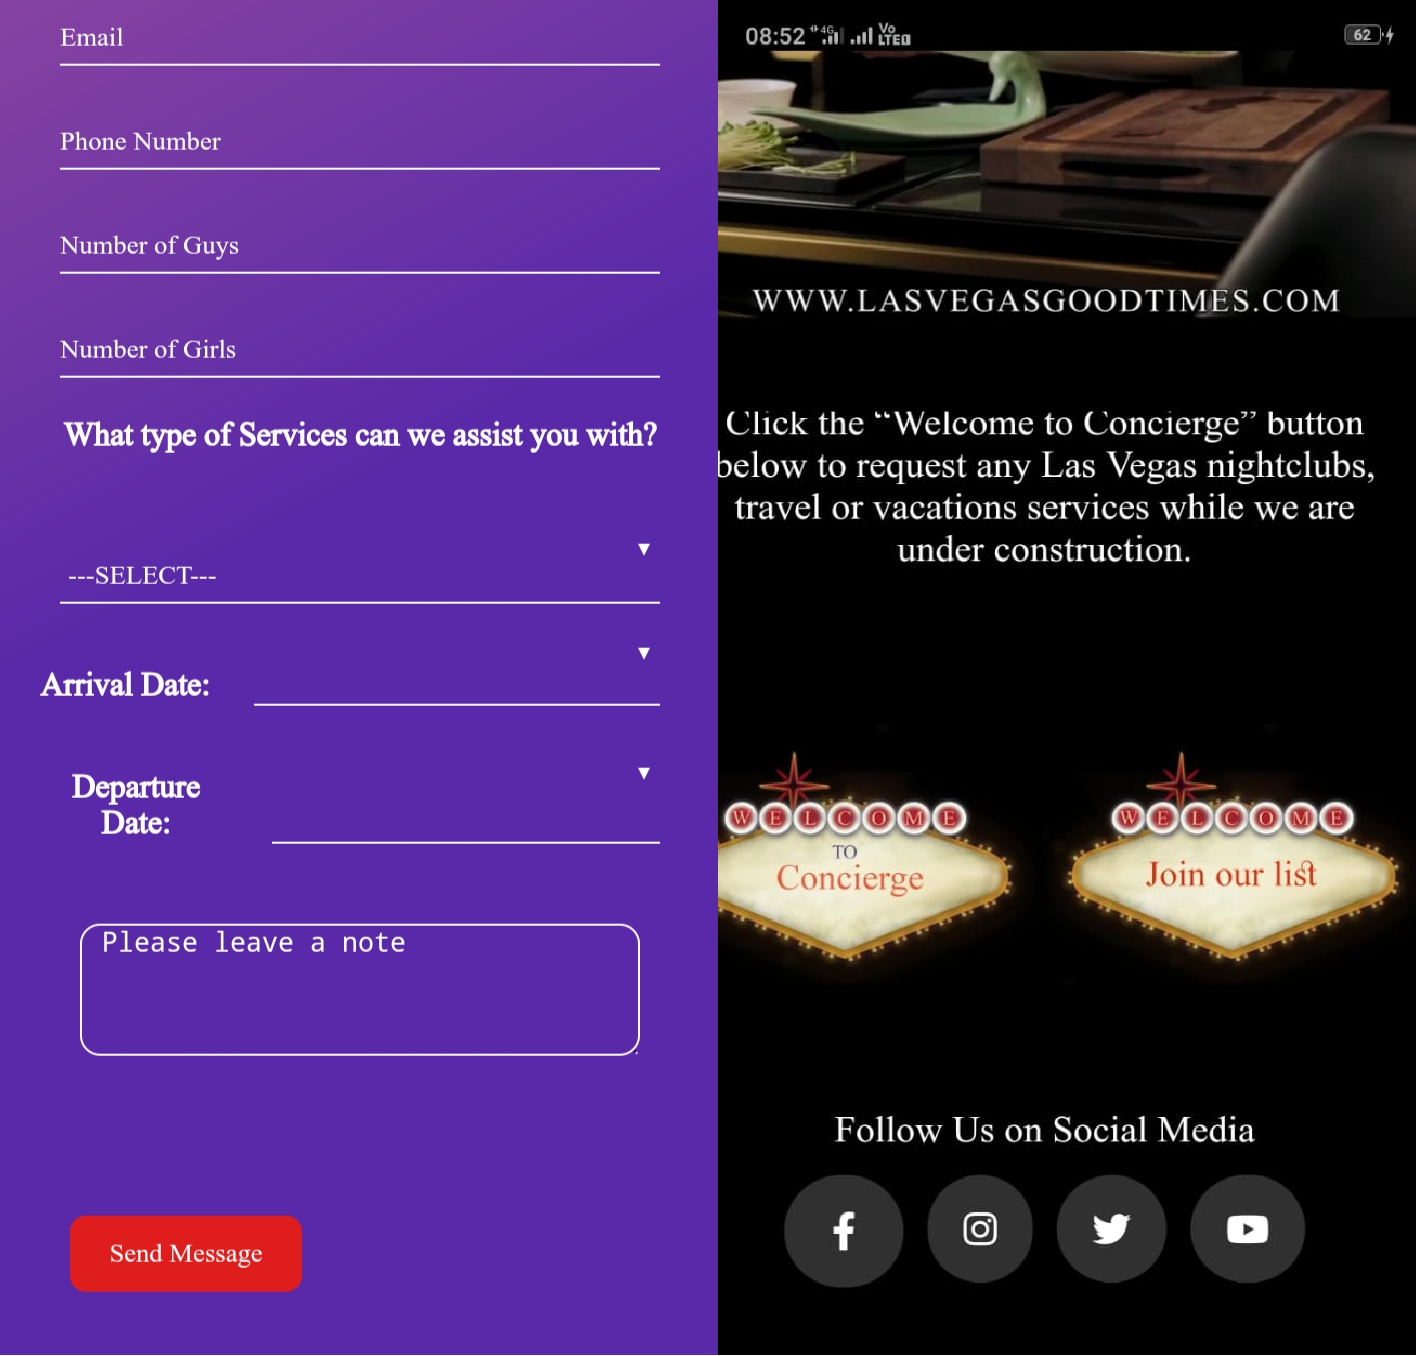 Email
Phone Number
Number of Guys
Number of Girls
What type of Services can we assist you with?
---SELECT---
Arrival Date:
Departure
Date:
Please leave a note
Send Message
08:52 4G Vo LTE 62
WWW.LASVEGASGOODTIMES.COM
Click the “Welcome to Concierge” button
below to request any Las Vegas nightclubs,
travel or vacations services while we are
under construction.
WELCOME
TO
Concierge
WELCOME
Join our list
Follow Us on Social Media